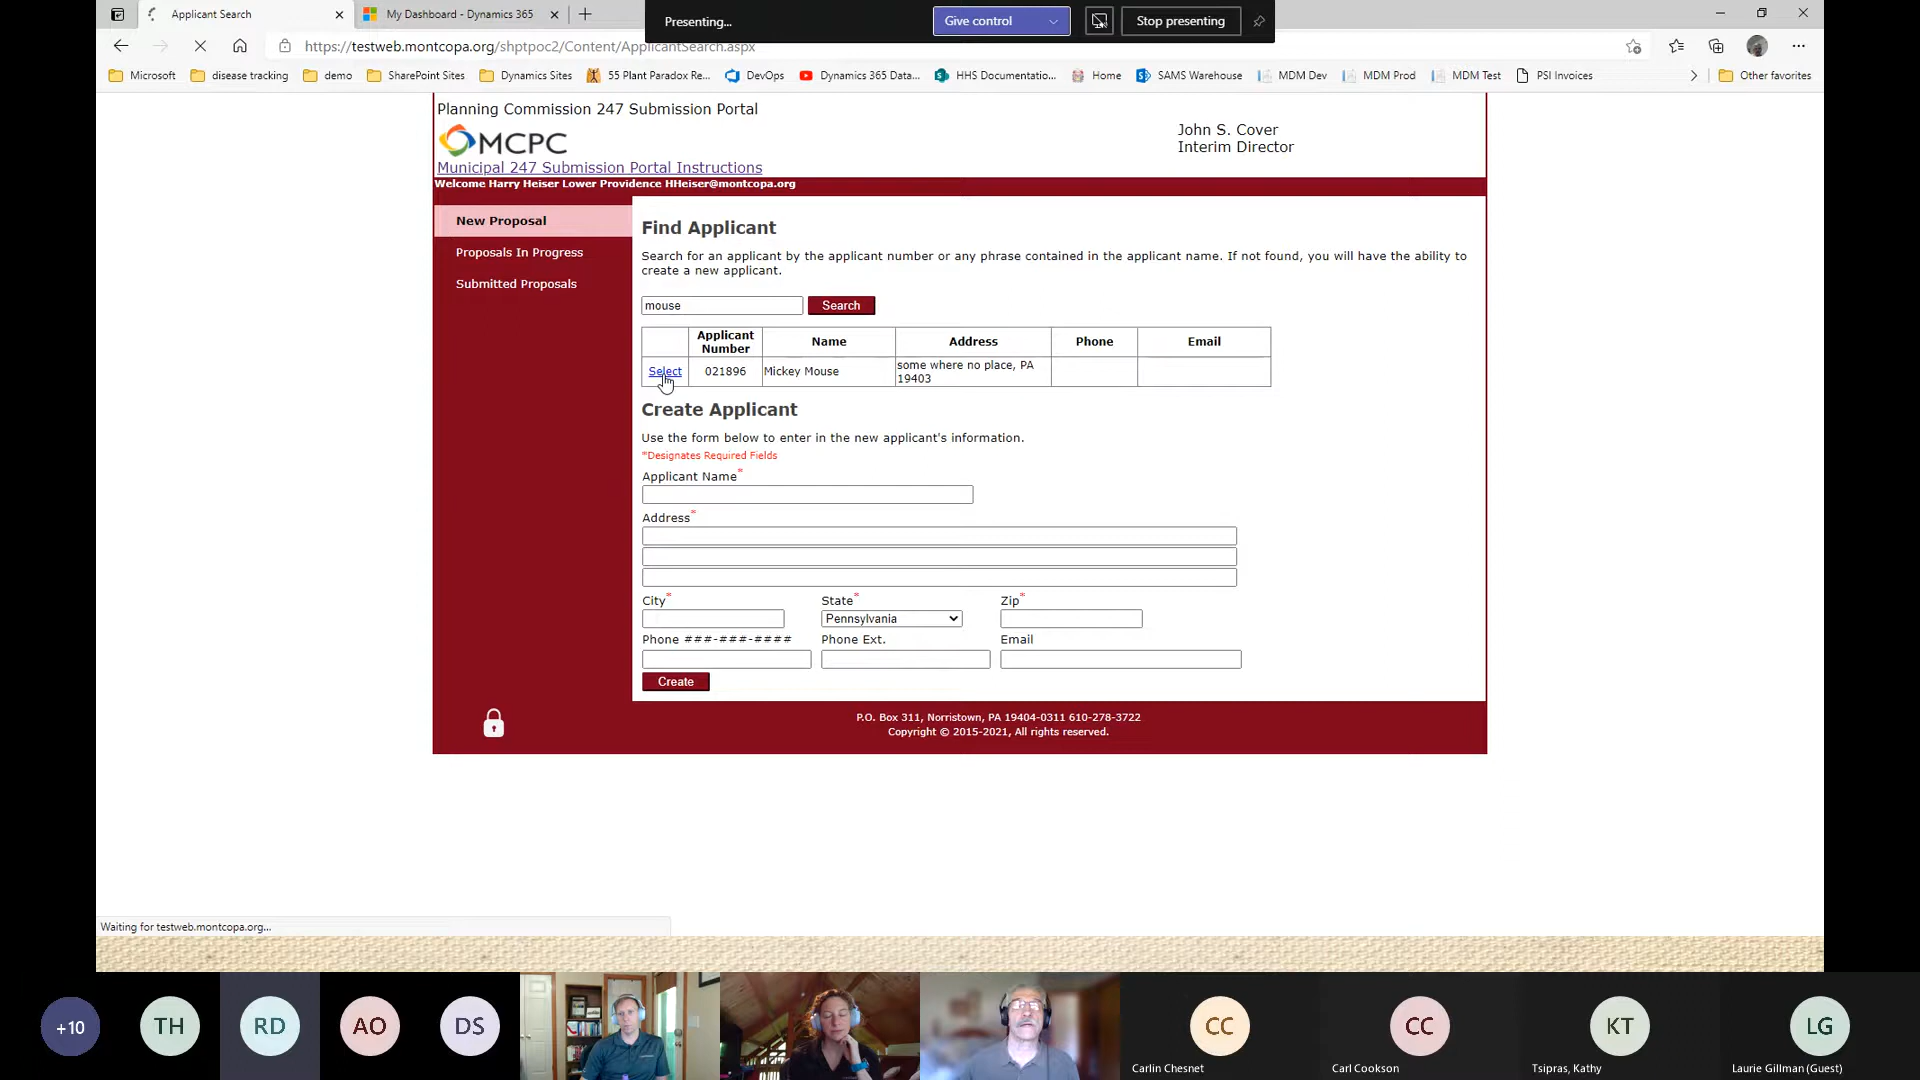 Applicant Search
My Dashboard - Dynamics 365
Presenting...
Give control
Stop presenting
https://testweb.montcopa.org/shptpoc2/Content/ApplicantSearch.aspx
Microsoft
disease tracking
demo
SharePoint Sites
Dynamics Sites
55 Plant Paradox Re...
DevOps
Dynamics 365 Data...
HHS Documentatio...
Home
SAMS Warehouse
MDM Dev
MDM Prod
MDM Test
PSI Invoices
Other favorites
Planning Commission 247 Submission Portal
MCPC
John S. Cover
Interim Director
Municipal 247 Submission Portal Instructions
Welcome Harry Heiser Lower Providence HHeiser@montcopa.org
New Proposal
Proposals In Progress
Submitted Proposals
Find Applicant
Search for an applicant by the applicant number or any phrase contained in the applicant name. If not found, you will have the ability to
create a new applicant.
mouse
Search
Applicant Number
Name
Address
Phone
Email
Select
021896
Mickey Mouse
some where no place, PA
19403
Create Applicant
Use the form below to enter in the new applicant's information.
*Designates Required Fields
Applicant Name*
Address*
City*
State*
Zip*
Pennsylvania
Phone ###-###-####
Phone Ext.
Email
Create
P.O. Box 311, Norristown, PA 19404-0311 610-278-3722
Copyright © 2015-2021, All rights reserved.
Waiting for testweb.montcopa.org...
+10
TH
RD
AO
DS
CC
Carlin Chesnet
CC
Carl Cookson
KT
Tsipras, Kathy
LG
Laurie Gillman (Guest)